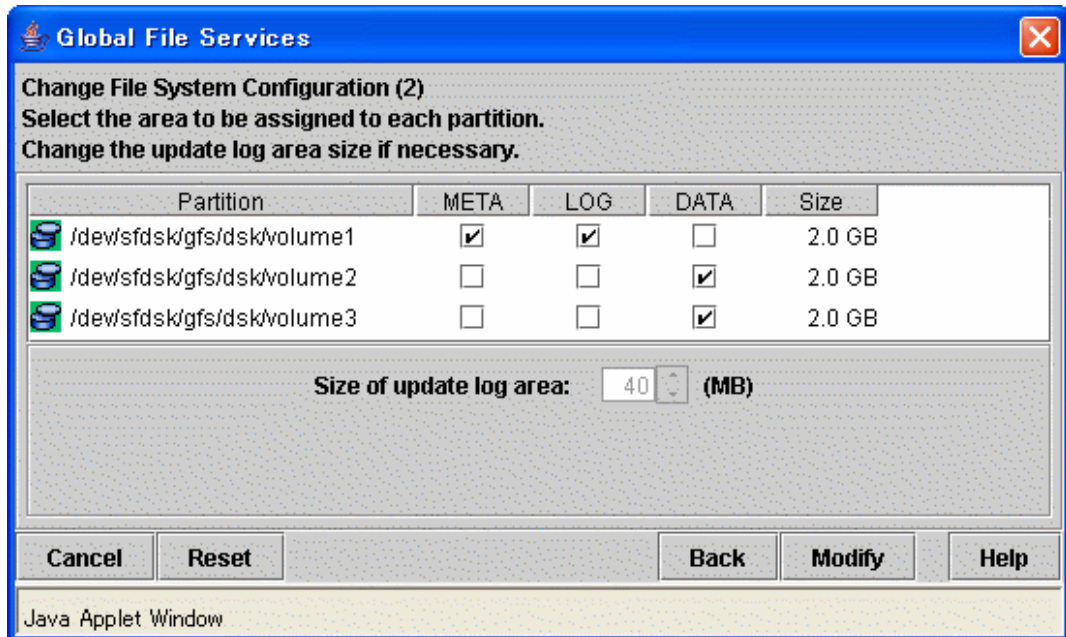 Global File Services
Change File System Configuration (2)
Select the area to be assigned to each partition.
Change the update log area size if necessary.
Partition META LOG DATA Size
/dev/sfdsk/gfs/dsk/volume1 2.0 GB
/dev/sfdsk/gfs/dsk/volume2 2.0 GB
/dev/sfdsk/gfs/dsk/volume3 2.0 GB
Size of update log area: 40 (MB)
Cancel Reset Back Modify Help
Java Applet Window